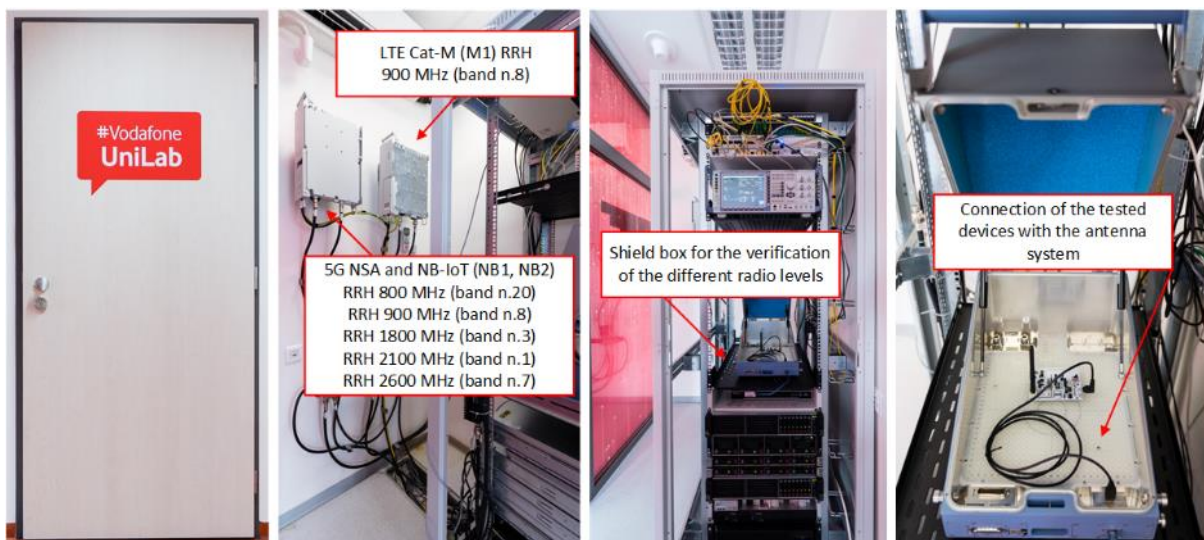 #Vodafone
UniLab
LTE Cat-M (M1) RRH
900 MHz (band n.8)
5G NSA and NB-IoT (NB1, NB2)
RRH 800 MHz (band n.20)
RRH 900 MHz (band n.8)
RRH 1800 MHz (band n.3)
RRH 2100 MHz (band n.1)
RRH 2600 MHz (band n.7)
Shield box for the verification
of the different radio levels
Connection of the tested
devices with the antenna
system